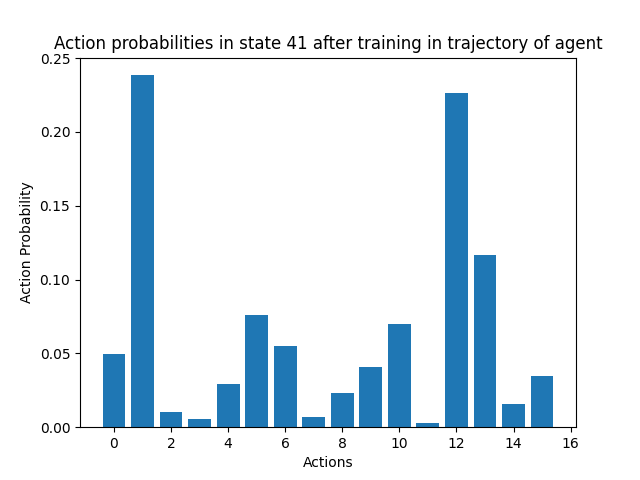 Action probabilities in state 41 after training in trajectory of agent
0.25
0.20
0.15
0.10
0.05
0.00
Action Probability
0 2 4 6 8 10 12 14 16
Actions